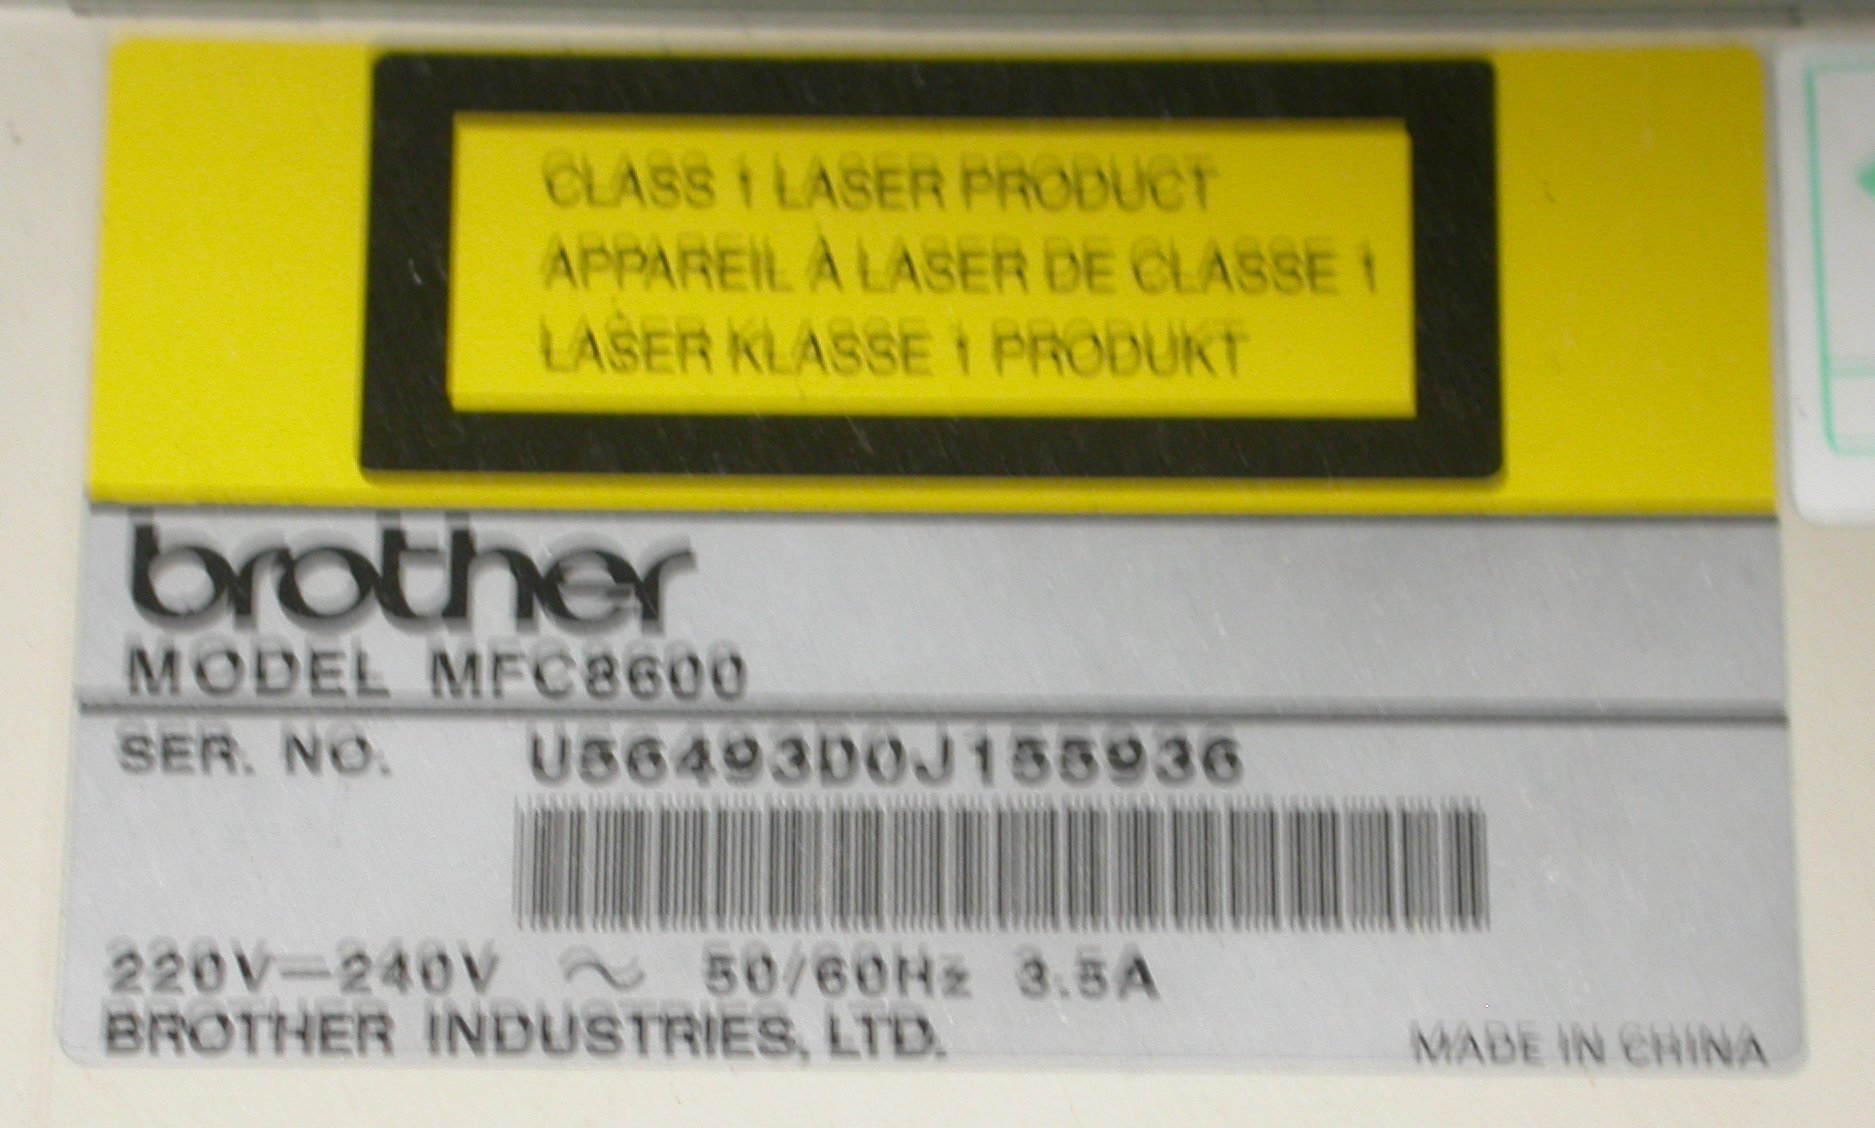 CLASS 1 LASER PRODUCT
APPAREIL À LASER DE CLASSE 1
LASER KLASSE 1 PRODUKT
brother
MODEL MFC8600
SER. NO. U56493D0J155936
220V—240V ~ 50/60Hz 3.5A
BROTHER INDUSTRIES, LTD.
MADE IN CHINA